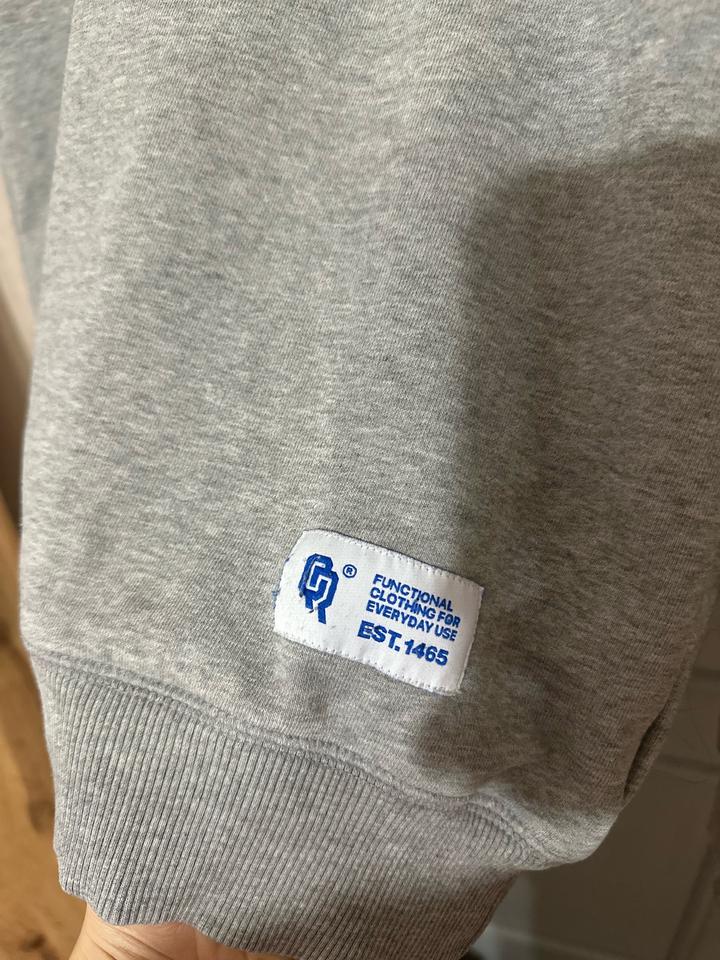 ®
FUNCTIONAL
CLOTHING FOR
EVERYDAY USE
EST. 1465